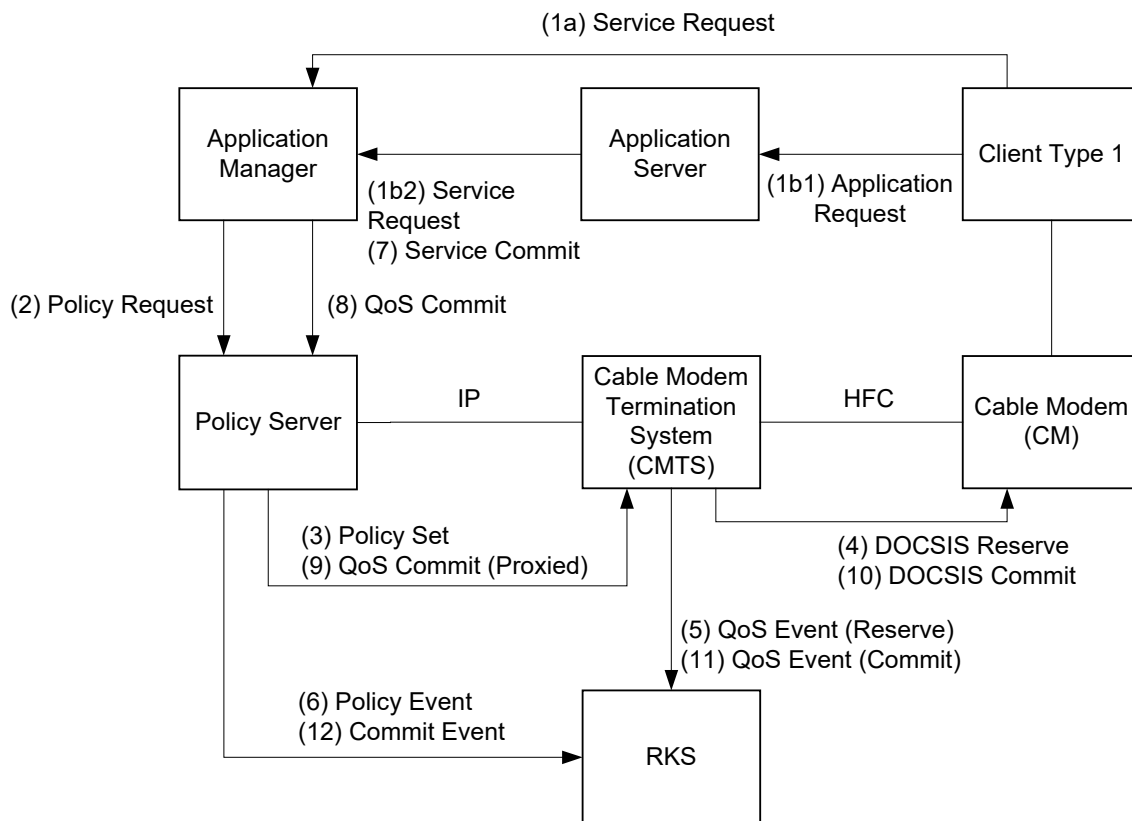 (1a) Service Request
Application
Manager
Application
Server
Client Type 1
(1b2) Service
Request
(7) Service Commit
(1b1) Application
Request
(2) Policy Request
(8) QoS Commit
Policy Server
IP
Cable Modem
Termination
System
(CMTS)
HFC
Cable Modem
(CM)
(3) Policy Set
(9) QoS Commit (Proxied)
(4) DOCSIS Reserve
(10) DOCSIS Commit
(5) QoS Event (Reserve)
(11) QoS Event (Commit)
(6) Policy Event
(12) Commit Event
RKS